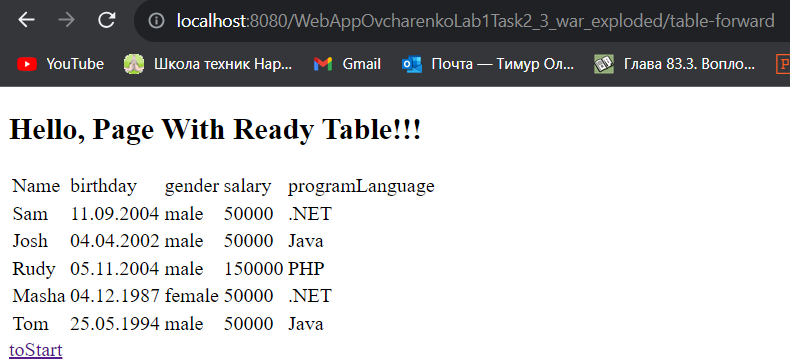 localhost:8080/WebAppOvcharenkoLab1Task2_3_war_exploded/table-forward
YouTube Школа техник Нар... Gmail Почта — Тимур Ол... Глава 83.3. Вопло...
Hello, Page With Ready Table!!!
Name birthday gender salary programLanguage
Sam 11.09.2004 male 50000 .NET
Josh 04.04.2002 male 50000 Java
Rudy 05.11.2004 male 150000 PHP
Masha 04.12.1987 female 50000 .NET
Tom 25.05.1994 male 50000 Java
toStart